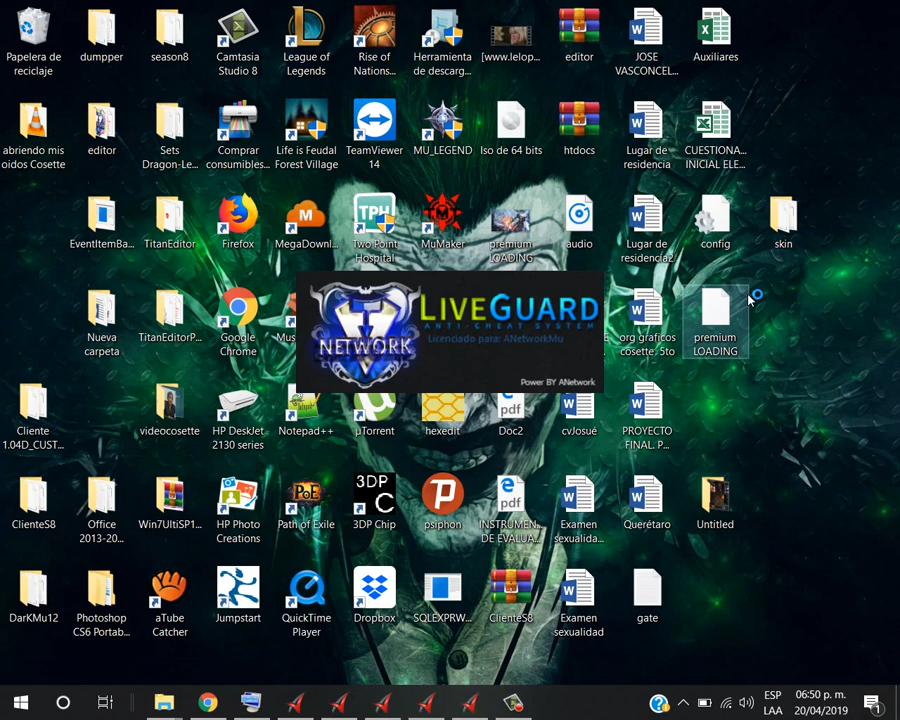 Papelera de
reciclaje
dumpper
season8
Camtasia
Studio 8
League of
Legends
Rise of
Nations...
Herramienta
de descarg...
[www.lelop...
editor
JOSE
VASCONCEL...
Auxiliares
abriendo mis
oidos Cosette
editor
Sets
Dragon-Le...
Comprar
consumibles...
Life is Feudal
Forest Village
TeamViewer
14
MU_LEGEND
Iso de 64 bits
htdocs
Lugar de
residencia
CUESTIONA...
INICIAL ELE...
EventItemBa...
TitanEditor
Firefox
MegaDownl...
TPH
Two Point
Hospital
MuMaker
premium
LOADING
audio
Lugar de
residencia2
config
skin
Nueva
carpeta
TitanEditorP...
Google
Chrome
NETWORK
LIVEGUARD
ANTI-CHEAT SYSTEM
Licenciado para: ANetworkMu
Power BY ANetwork
org graficos
cosette. 5to
premium
LOADING
Cliente
1.04D_CUST...
videocosette
HP DeskJet
2130 series
Notepad++
µTorrent
hexedit
pdf
Doc2
cvJosué
PROYECTO
FINAL. P...
ClienteS8
Office
2013-20...
Win7UltiSP1...
HP Photo
Creations
PoE
Path of Exile
3DP
C
3DP Chip
psiphon
pdf
INSTRUMEN...
DE EVALUA...
Examen
sexualida...
Querétaro
Untitled
DarKMu12
Photoshop
CS6 Portab...
aTube
Catcher
Jumpstart
QuickTime
Player
Dropbox
SQLEXPRW...
ClienteS8
Examen
sexualidad
gate
ESP
LAA
06:50 p. m.
20/04/2019
1